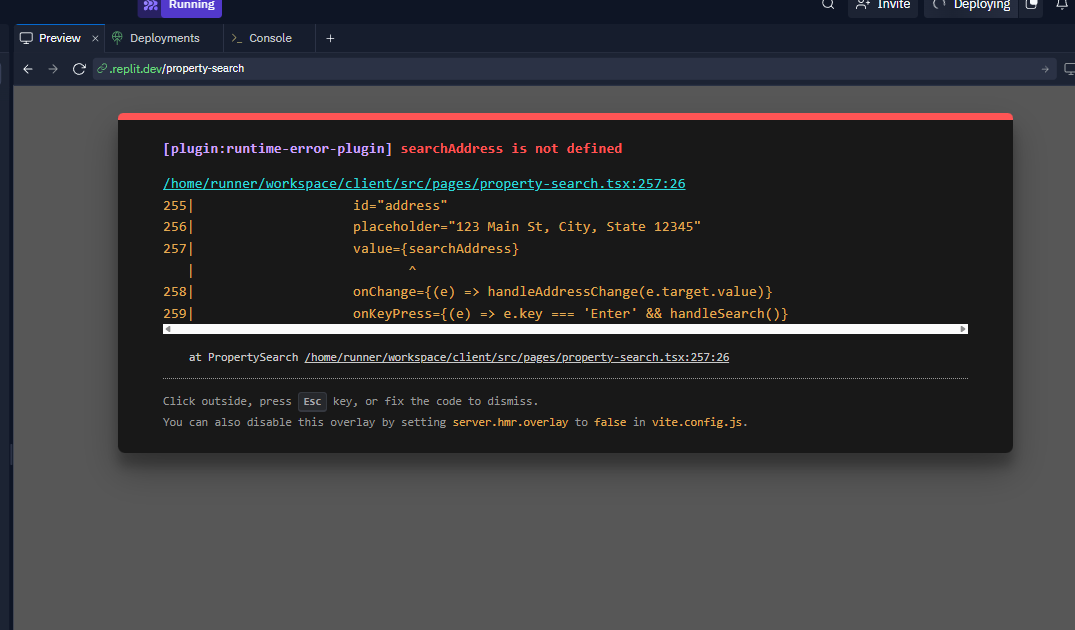 Running
Invite
Deploying
Preview × Deployments >_ Console +
.replit.dev/property-search
[plugin:runtime-error-plugin] searchAddress is not defined
/home/runner/workspace/client/src/pages/property-search.tsx:257:26
255| id="address"
256| placeholder="123 Main St, City, State 12345"
257| value={searchAddress}
| ^
258| onChange={(e) => handleAddressChange(e.target.value)}
259| onKeyPress={(e) => e.key === 'Enter' && handleSearch()}
at PropertySearch /home/runner/workspace/client/src/pages/property-search.tsx:257:26
Click outside, press Esc key, or fix the code to dismiss.
You can also disable this overlay by setting server.hmr.overlay to false in vite.config.js.